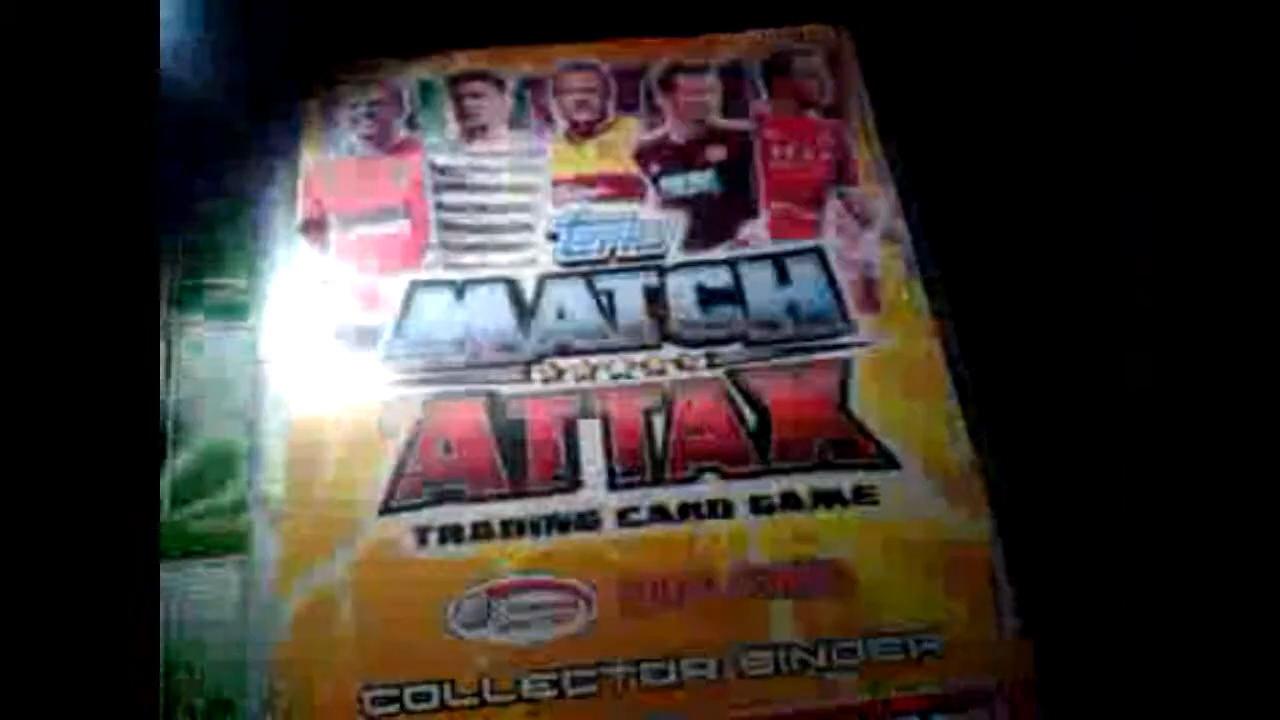 Topps
MATCH
ATTAX
TRADING CARD GAME
COLLECTOR BINDER